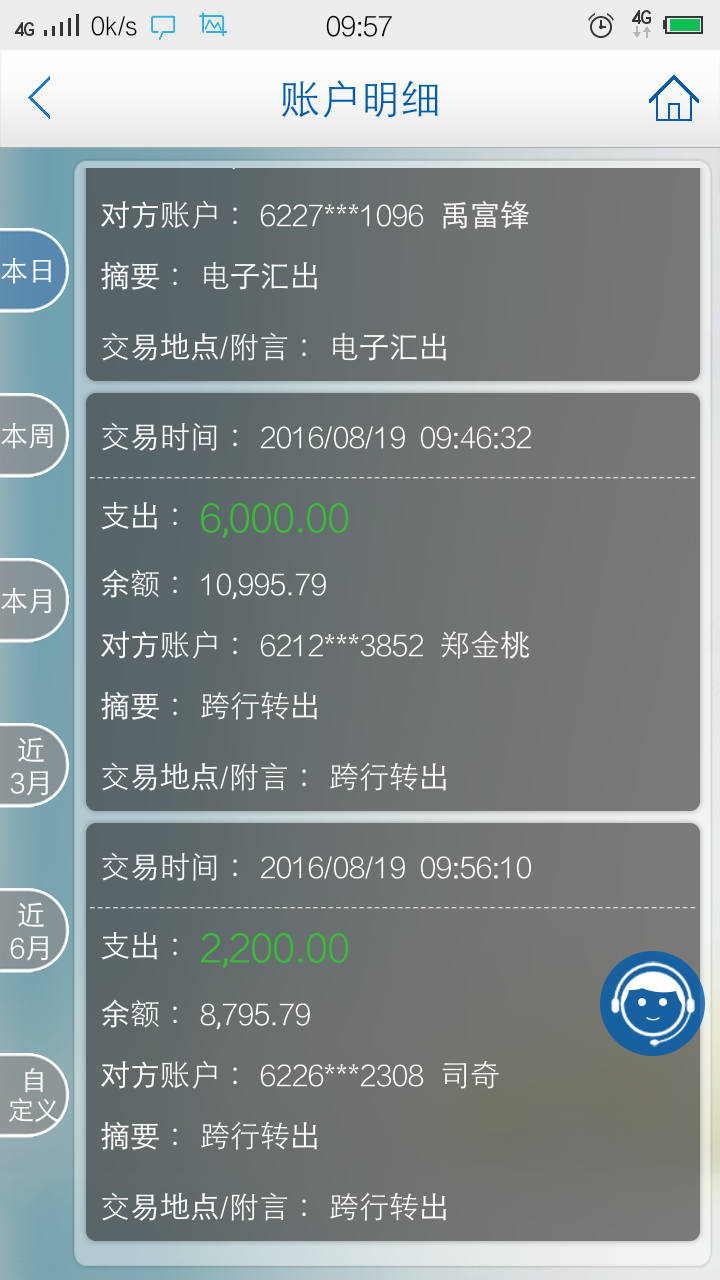 4G 0k/s 09:57 4G
账户明细
对方账户： 6227***1096 禹富锋
摘要： 电子汇出
交易地点/附言： 电子汇出
本日
交易时间： 2016/08/19 09:46:32
本周
支出： 6,000.00
余额： 10,995.79
本月
对方账户： 6212***3852 郑金桃
摘要： 跨行转出
近
3月
交易地点/附言： 跨行转出
交易时间： 2016/08/19 09:56:10
近
6月
支出： 2,200.00
余额： 8,795.79
对方账户： 6226***2308 司奇
自
定义
摘要： 跨行转出
交易地点/附言： 跨行转出